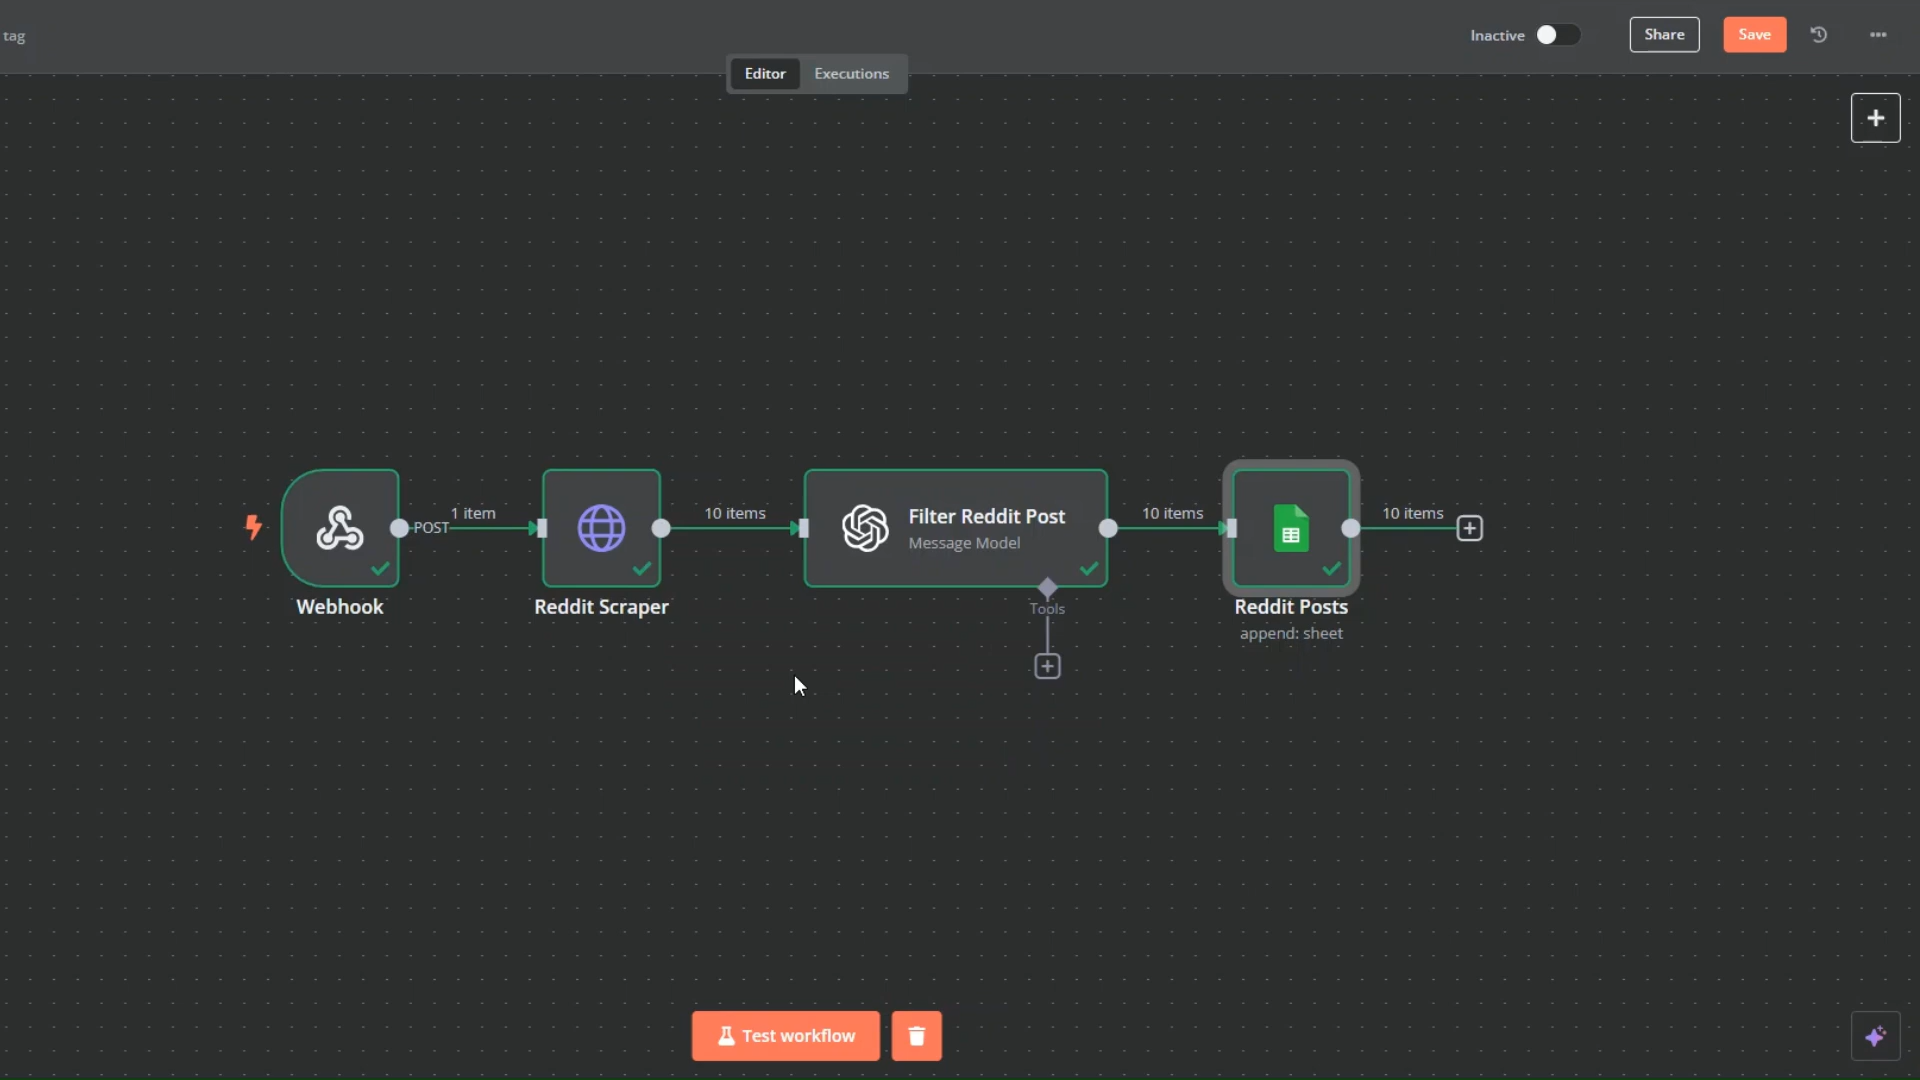 tag
Inactive
Share
Save
Editor
Executions
POST
1 item
10 items
Filter Reddit Post
Message Model
10 items
10 items
Webhook
Reddit Scraper
Tools
Reddit Posts
append: sheet
Test workflow